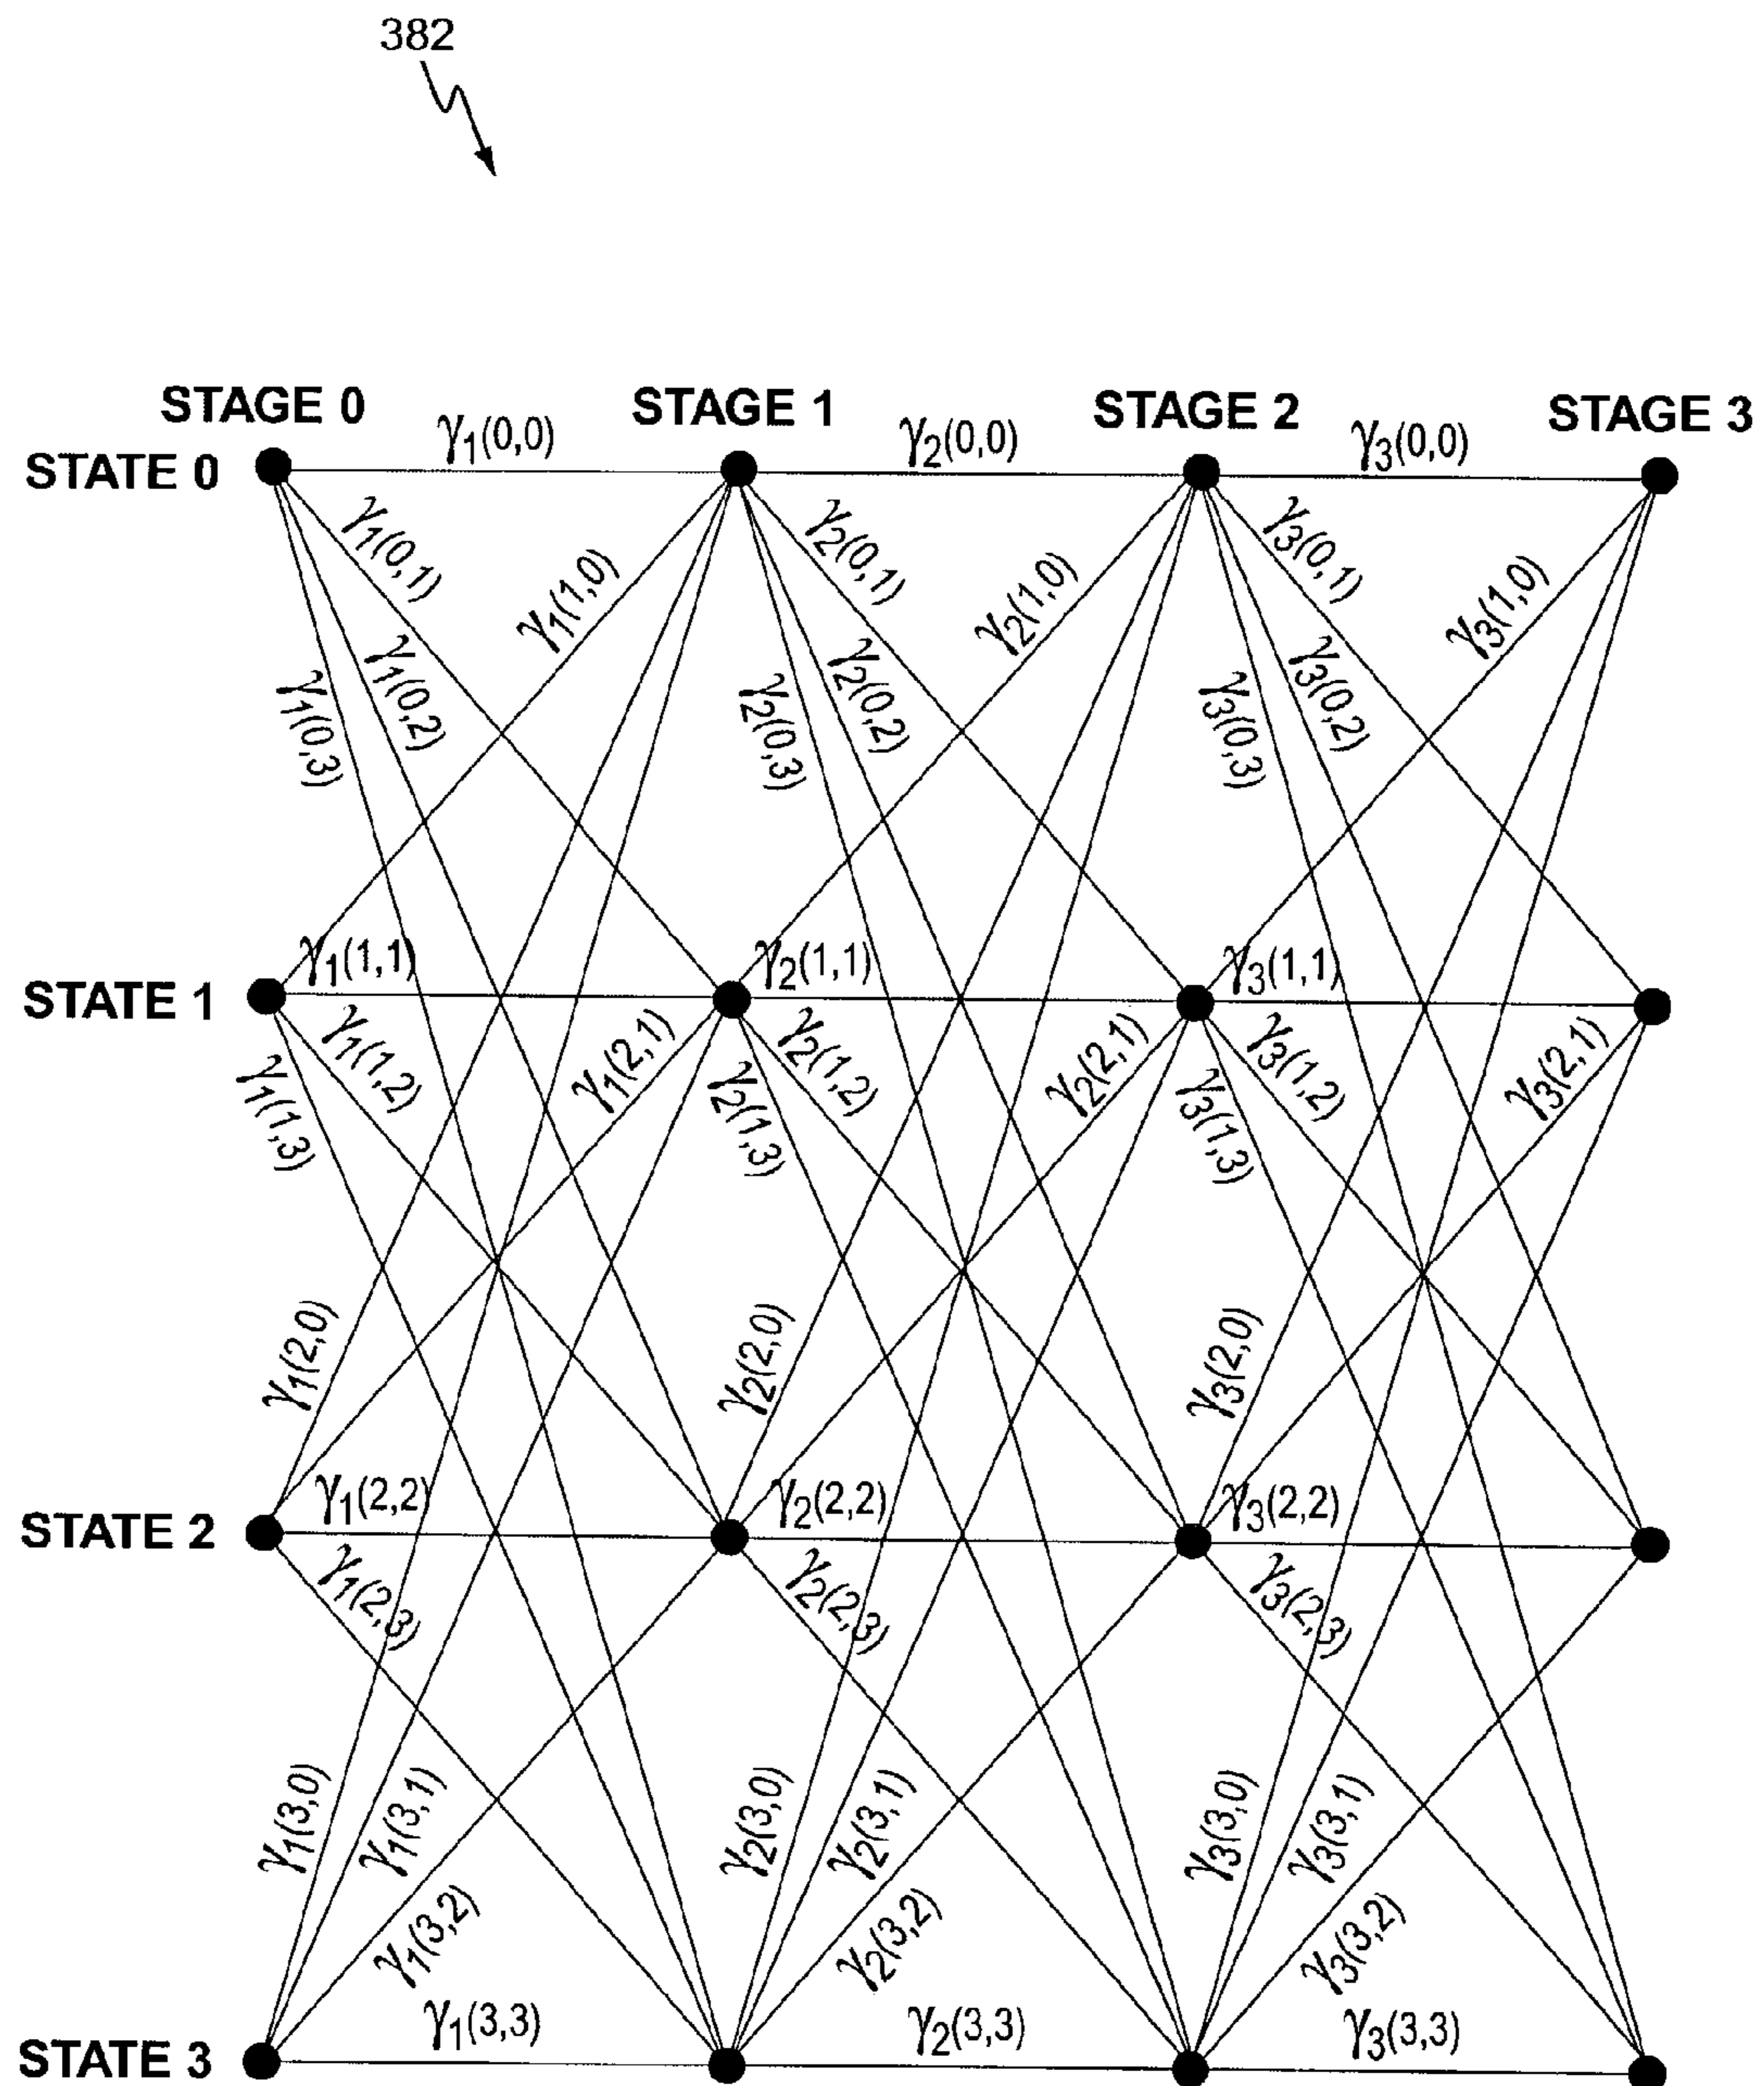 382
STAGE 0
STAGE 1
STAGE 2
STAGE 3
STATE 0
γ1(0,0)
γ2(0,0)
γ3(0,0)
γ1(0,1)
γ1(1,0)
γ2(0,1)
γ2(1,0)
γ3(0,1)
γ3(1,0)
γ1(0,3)
γ1(0,2)
γ2(0,3)
γ2(0,2)
γ3(0,3)
γ3(0,2)
STATE 1
γ1(1,1)
γ2(1,1)
γ3(1,1)
γ1(1,3)
γ1(1,2)
γ1(2,1)
γ2(1,3)
γ2(1,2)
γ2(2,1)
γ3(1,3)
γ3(1,2)
γ3(2,1)
γ1(2,0)
γ2(2,0)
γ3(2,0)
STATE 2
γ1(2,2)
γ2(2,2)
γ3(2,2)
γ1(2,3)
γ2(2,3)
γ3(2,3)
γ1(3,0)
γ1(3,1)
γ2(3,0)
γ2(3,1)
γ3(3,0)
γ3(3,1)
γ1(3,2)
γ2(3,2)
γ3(3,2)
STATE 3
γ1(3,3)
γ2(3,3)
γ3(3,3)